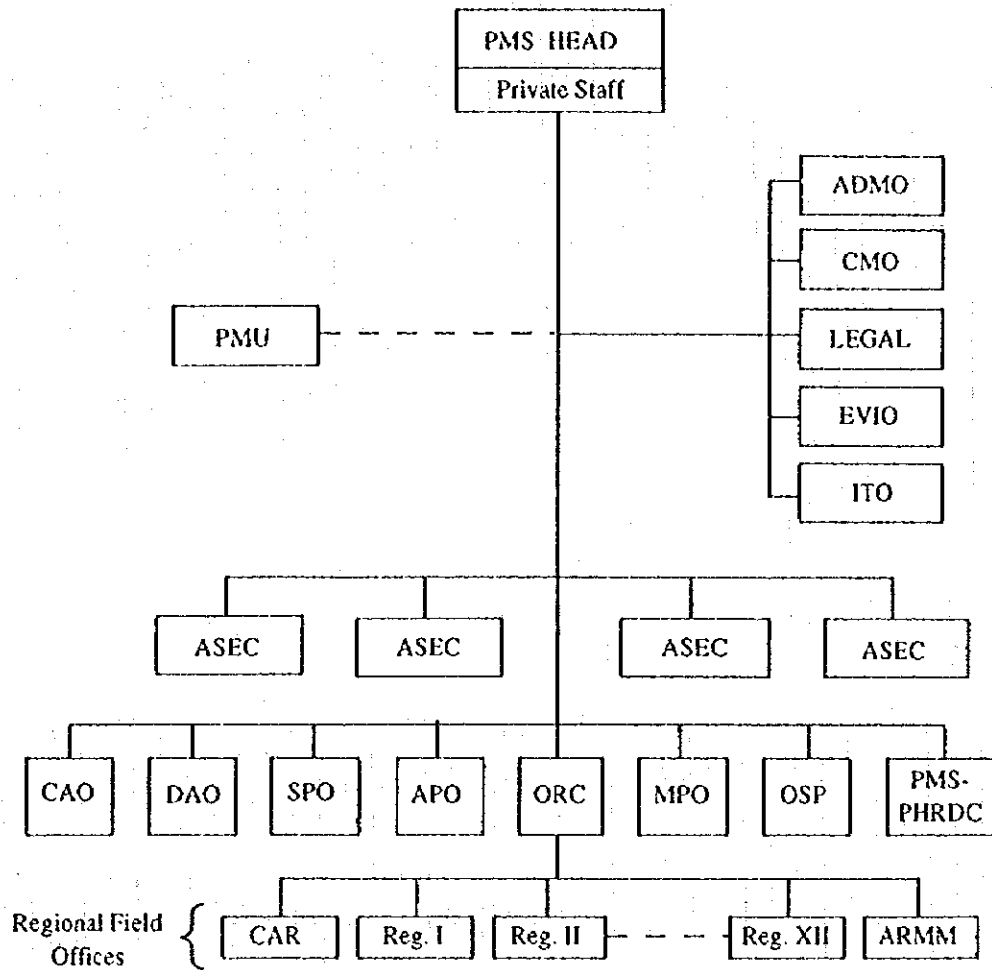 PMS HEAD
Private Staff
ADMO
CMO
PMU
LEGAL
EVIO
ITO
ASEC
ASEC
ASEC
ASEC
CAO
DAO
SPO
APO
ORC
MPO
OSP
PMS-
PHRDC
Regional Field
Offices
CAR
Reg. I
Reg. II
Reg. XII
ARMM